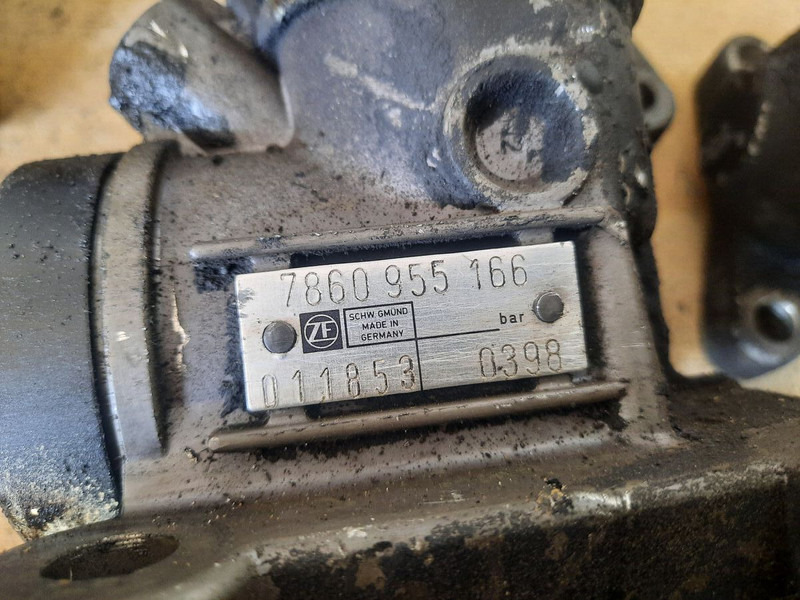 7860 955 166
ZF
SCHW. GMÜND
MADE IN
GERMANY
bar
011853 0398